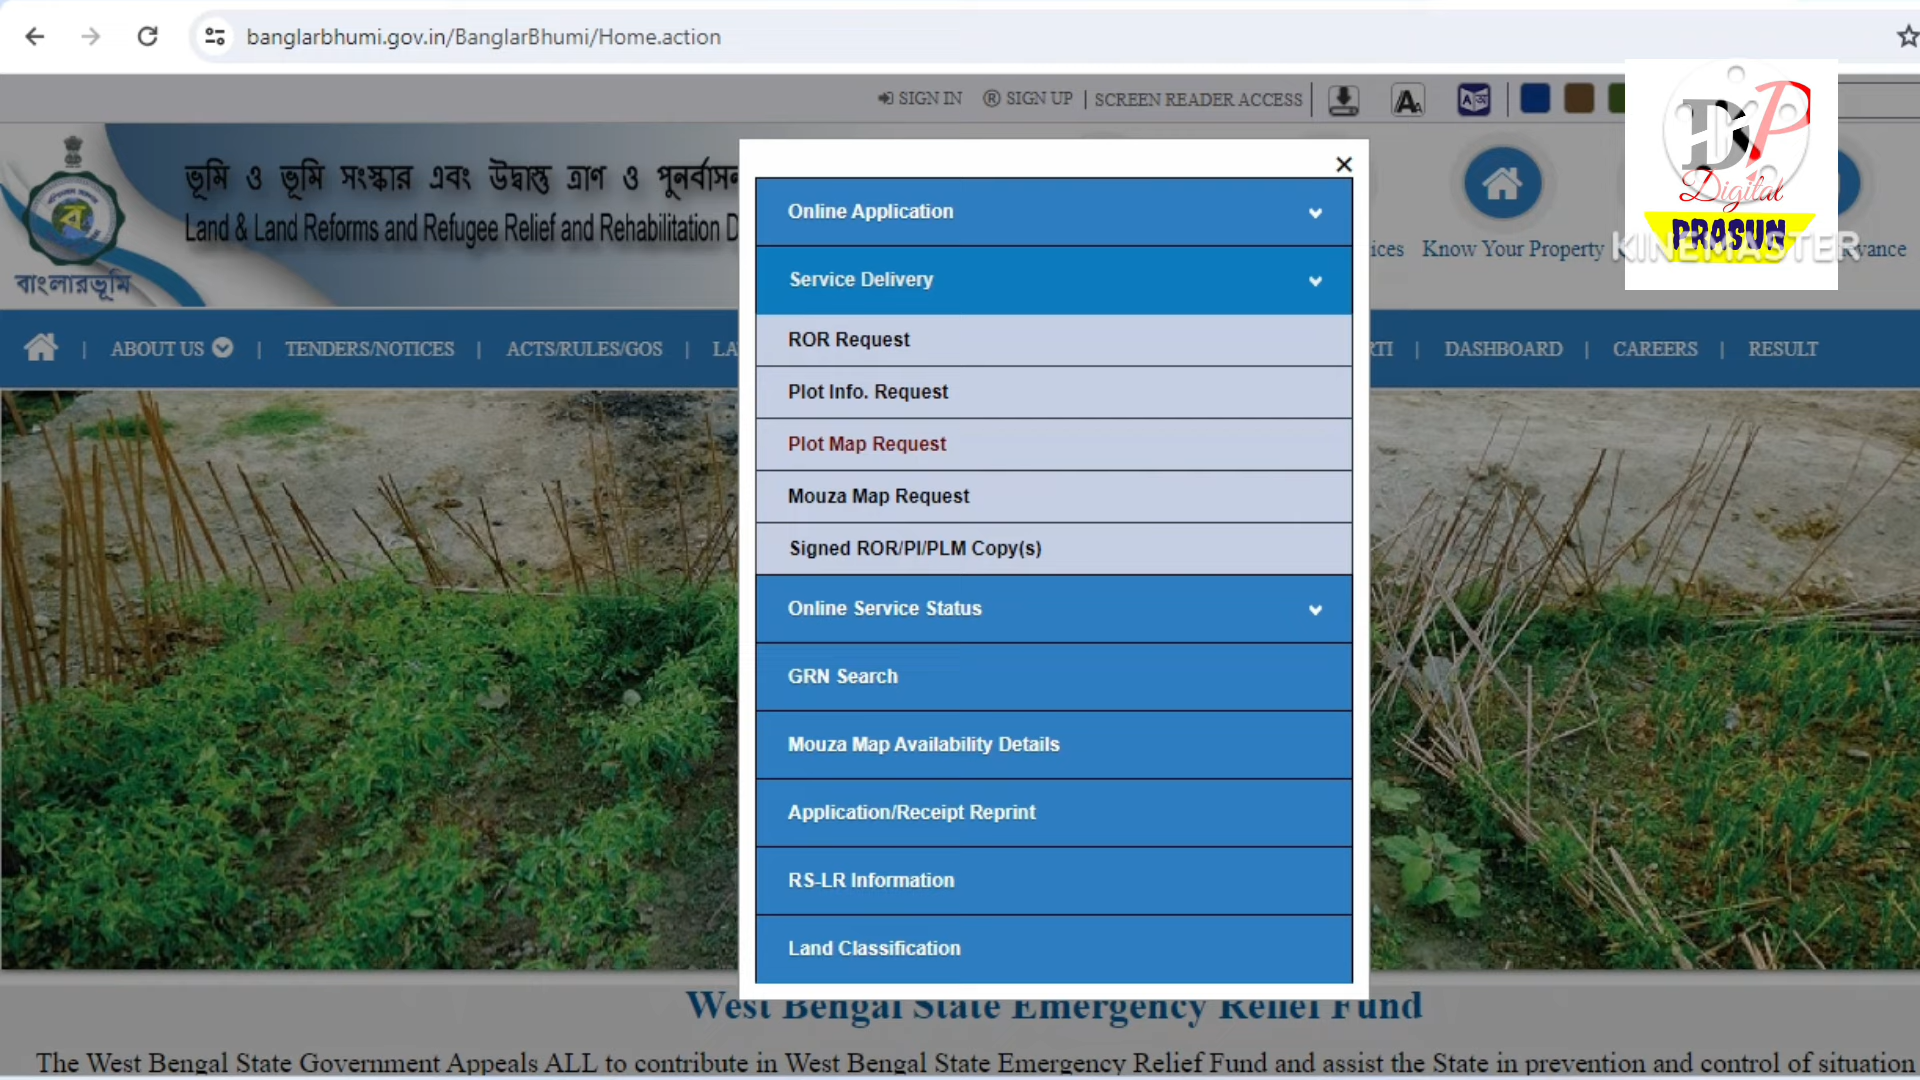 banglarbhumi.gov.in/BanglarBhumi/Home.action
SIGN IN ® SIGN UP | SCREEN READER ACCESS
ভূমি ও ভূমি সংস্কার এবং উদ্বাস্তু ত্রাণ ও পুনর্বাসন
Land & Land Reforms and Refugee Relief and Rehabilitation D
বাংলারভূমি
Know Your Property
DKP
Digital
PRASUN
KINEMASTER
ABOUT US | TENDERS/NOTICES | ACTS/RULES/GOS | LA
RTI | DASHBOARD | CAREERS | RESULT
Online Application
Service Delivery
ROR Request
Plot Info. Request
Plot Map Request
Mouza Map Request
Signed ROR/PI/PLM Copy(s)
Online Service Status
GRN Search
Mouza Map Availability Details
Application/Receipt Reprint
RS-LR Information
Land Classification
West Bengal State Emergency Relief Fund
The West Bengal State Government Appeals ALL to contribute in West Bengal State Emergency Relief Fund and assist the State in prevention and control of situation